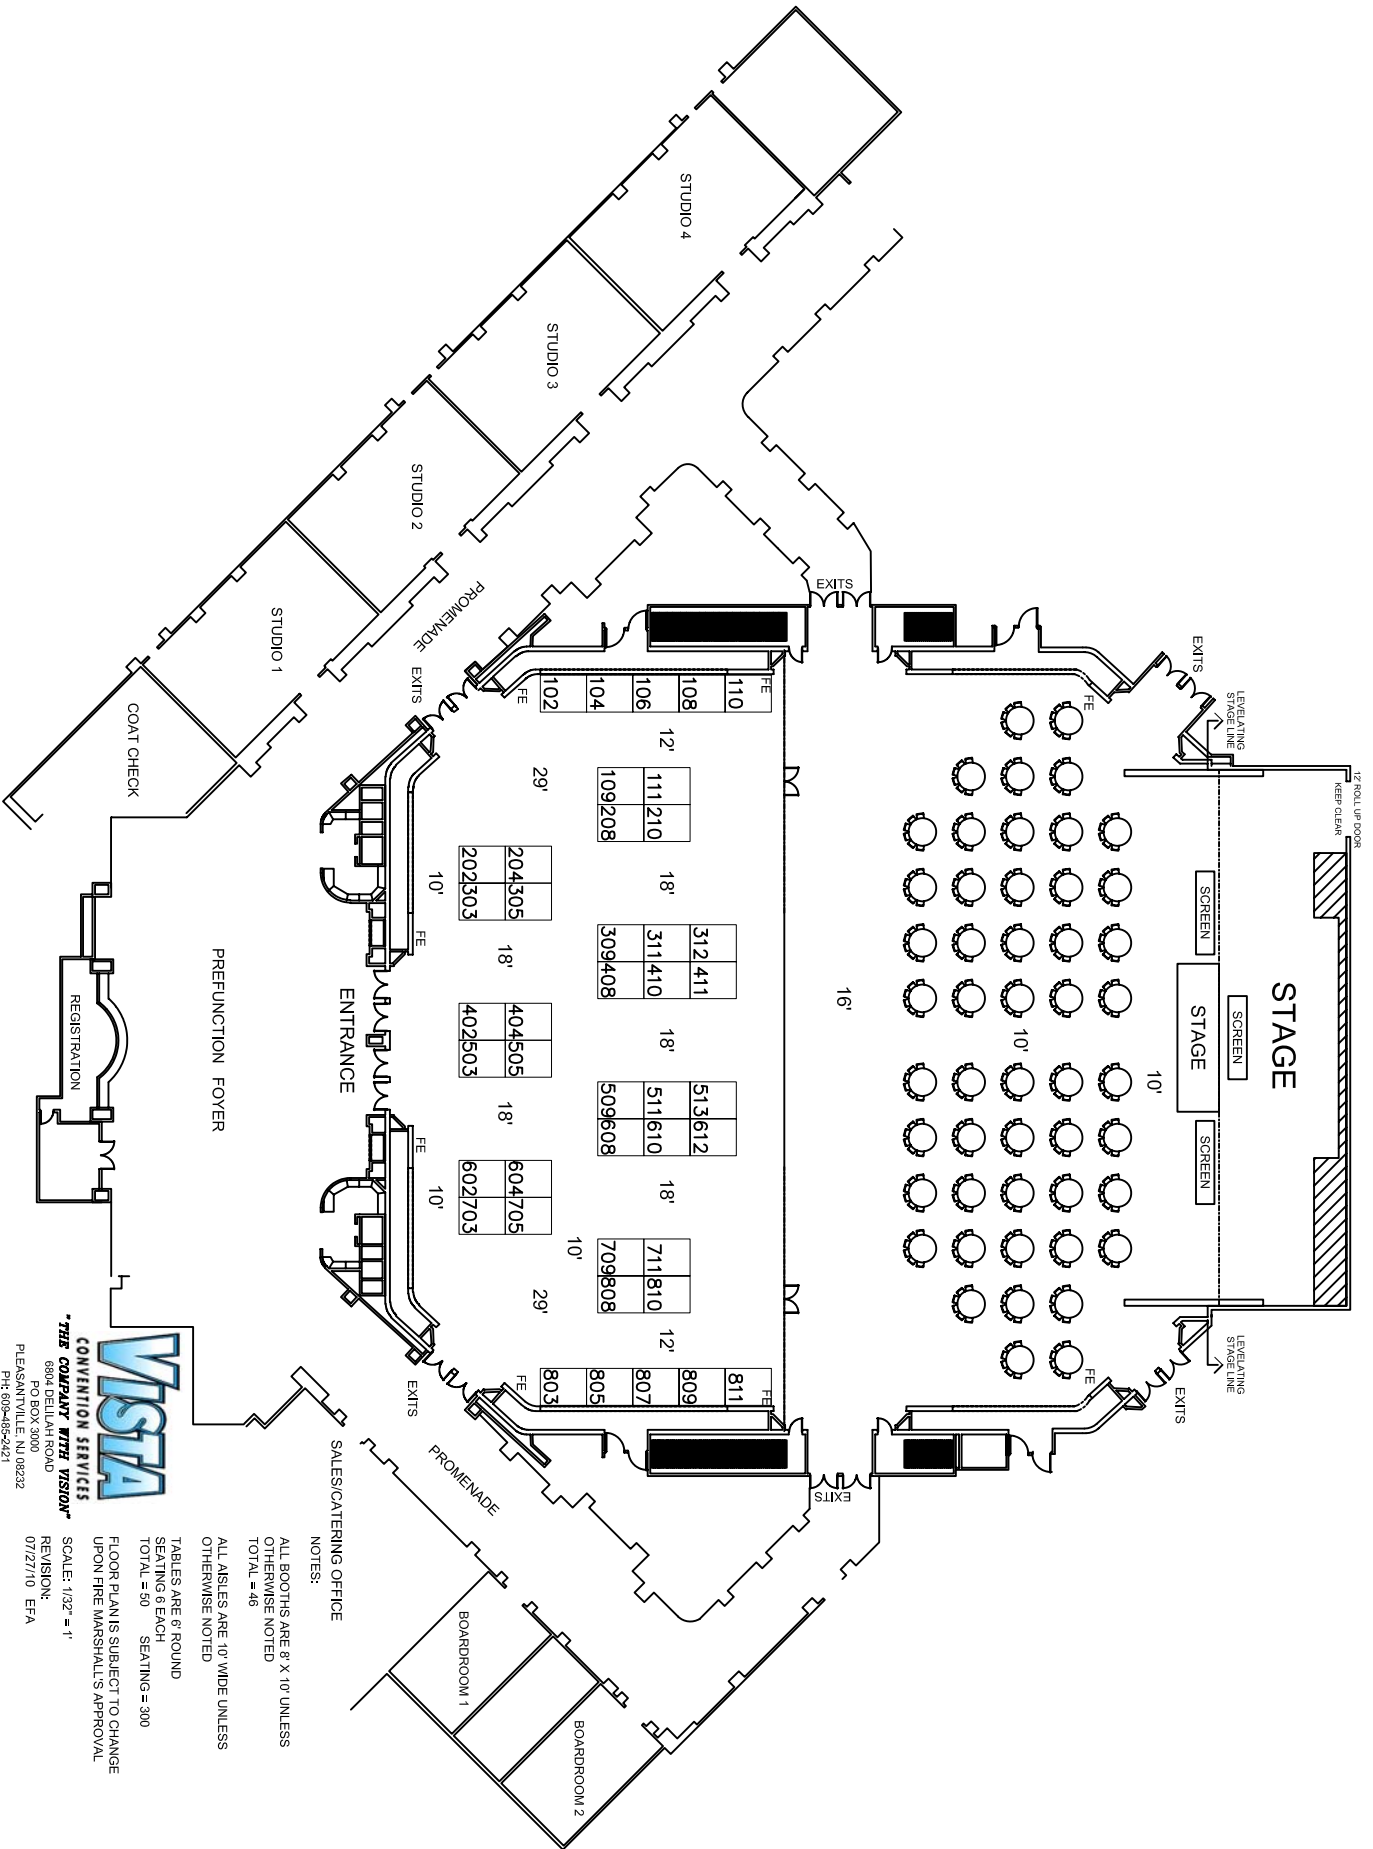 STUDIO 4
STUDIO 3
STUDIO 2
STUDIO 1
COAT CHECK
PROMENADE
EXITS
EXITS
EXITS
LEVELATING
STAGE LINE
12' ROLL UP DOOR
KEEP CLEAR
FE
FE
FE
102
104
106
108
110
12'
29'
109 208
111 210
10'
202 303
204 305
18'
FE
18'
309 408
311 410
312 411
SCREEN
STAGE
SCREEN
STAGE
SCREEN
16'
10'
10'
PREFUNCTION FOYER
ENTRANCE
REGISTRATION
402 503
404 505
18'
18'
509 608
511 610
513 612
FE
10'
602 703
604 705
18'
10'
709 808
711 810
29'
12'
803
805
807
809
811
FE
FE
FE
EXITS
EXITS
EXITS
LEVELATING
STAGE LINE
PROMENADE
SALES/CATERING OFFICE
BOARDROOM 1
BOARDROOM 2
NOTES:
ALL BOOTHS ARE 8' X 10' UNLESS
OTHERWISE NOTED
TOTAL = 46
ALL AISLES ARE 10' WIDE UNLESS
OTHERWISE NOTED
TABLES ARE 6' ROUND
SEATING 6 EACH
TOTAL = 50 SEATING = 300
FLOOR PLAN IS SUBJECT TO CHANGE
UPON FIRE MARSHALL'S APPROVAL
SCALE: 1/32" = 1'
REVISION:
07/27/10 EFA
VISTA
CONVENTION SERVICES
"THE COMPANY WITH VISION"
6804 DELILAH ROAD
PO BOX 3000
PLEASANTVILLE, NJ 08232
PH: 609-485-2421